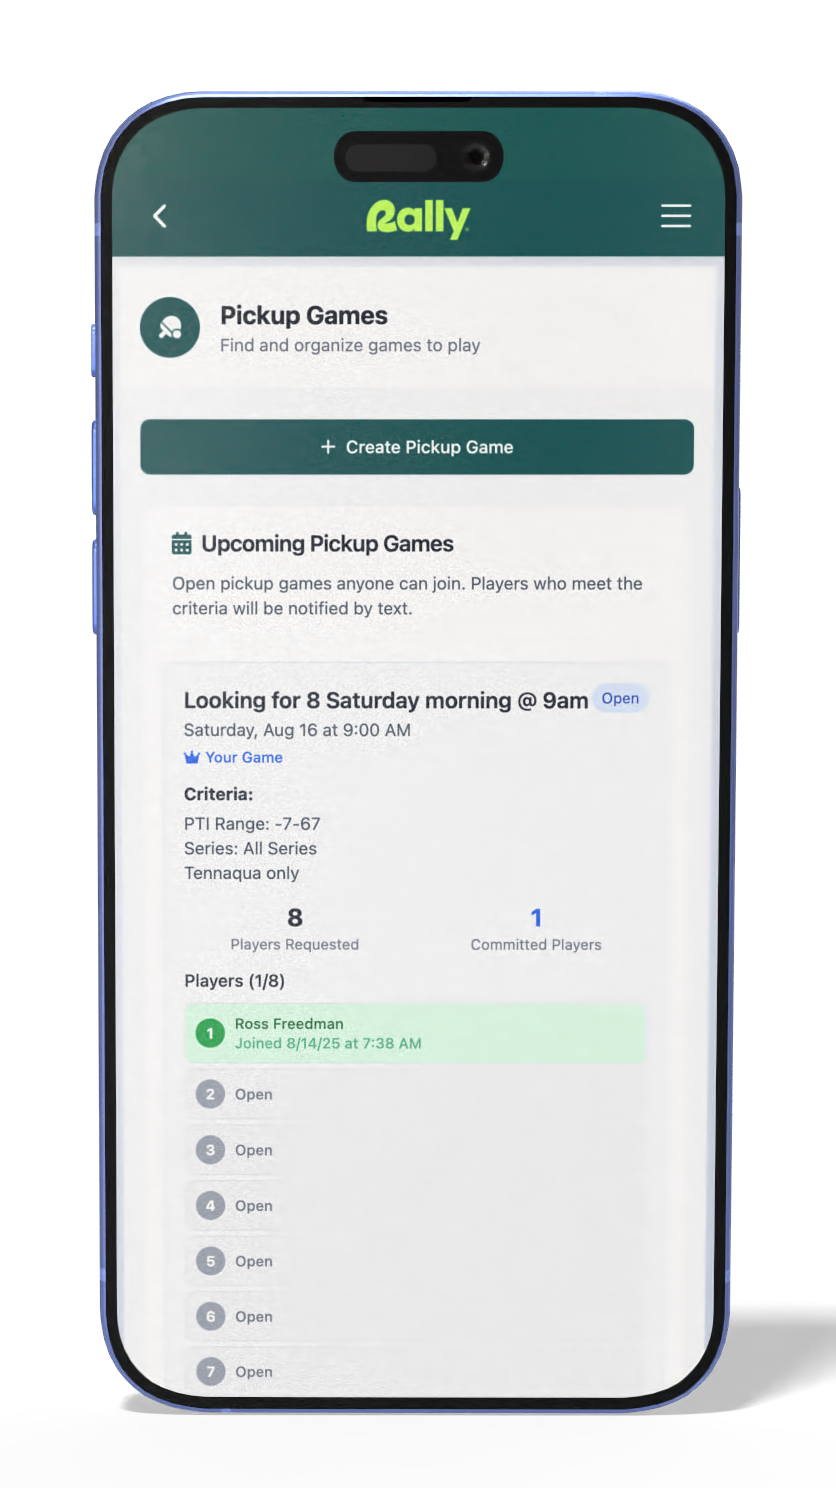 Rally
Pickup Games
Find and organize games to play
+ Create Pickup Game
Upcoming Pickup Games
Open pickup games anyone can join. Players who meet the
criteria will be notified by text.
Looking for 8 Saturday morning @ 9am Open
Saturday, Aug 16 at 9:00 AM
Your Game
Criteria:
PTI Range: -7-67
Series: All Series
Tennaqua only
8 1
Players Requested Committed Players
Players (1/8)
1 Ross Freedman
Joined 8/14/25 at 7:38 AM
2 Open
3 Open
4 Open
5 Open
6 Open
7 Open